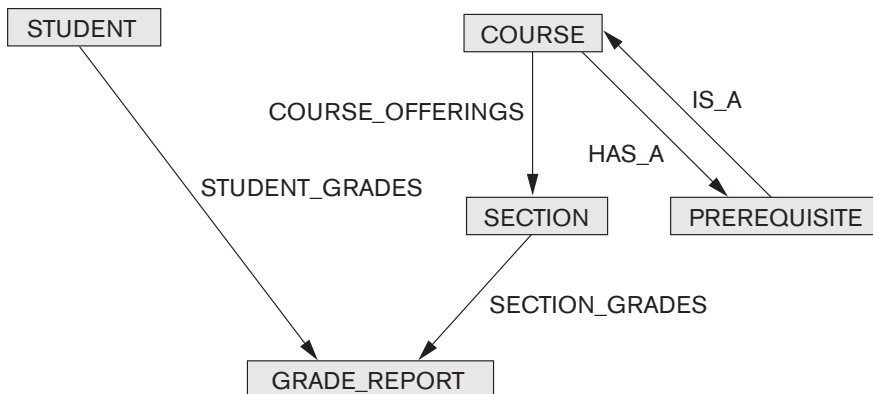 STUDENT
COURSE
IS_A
COURSE_OFFERINGS
HAS_A
STUDENT_GRADES
SECTION
PREREQUISITE
SECTION_GRADES
GRADE_REPORT